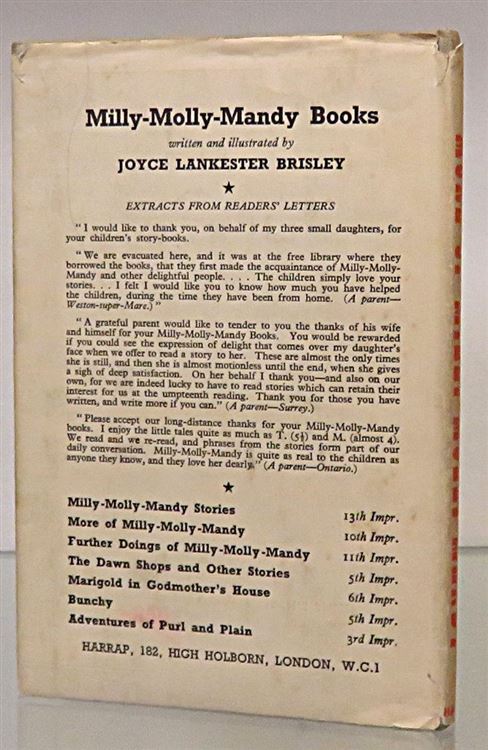 Milly-Molly-Mandy Books
written and illustrated by
JOYCE LANKESTER BRISLEY
★
EXTRACTS FROM READERS' LETTERS
"I would like to thank you, on behalf of my three small daughters, for
your children's story-books.
"We are evacuated here, and it was at the free library where they
borrowed the books, that they first made the acquaintance of Milly-Molly-
Mandy and other delightful people. . . . The children simply love your
stories. . . I felt I would like you to know how much you have helped
the children, during the time they have been from home. (A parent—
Weston-super-Mare.)"
"A grateful parent would like to tender to you the thanks of his wife
and himself for your Milly-Molly-Mandy Books. You would be rewarded
if you could see the expression of delight that comes over my daughter's
face when we offer to read a story to her. These are almost the only times
she is still, and then she is almost motionless until the end, when she gives
a sigh of deep satisfaction. On her behalf I thank you—and also on our
own, for we are indeed lucky to have to read stories which can retain their
interest for us at the umpteenth reading. Thank you for those you have
written, and write more if you can." (A parent—Surrey.)
"Please accept our long-distance thanks for your Milly-Molly-Mandy
books. I enjoy the little tales quite as much as T. (5½) and M. (almost 4).
We read and we re-read, and phrases from the stories form part of our
daily conversation. Milly-Molly-Mandy is quite as real to the children as
anyone they know, and they love her dearly." (A parent—Ontario.)
★
Milly-Molly-Mandy Stories 13th Impr.
More of Milly-Molly-Mandy 10th Impr.
Further Doings of Milly-Molly-Mandy 11th Impr.
The Dawn Shops and Other Stories 5th Impr.
Marigold in Godmother's House 6th Impr.
Bunchy 5th Impr.
Adventures of Purl and Plain 3rd Impr.
HARRAP, 182, HIGH HOLBORN, LONDON, W.C.1